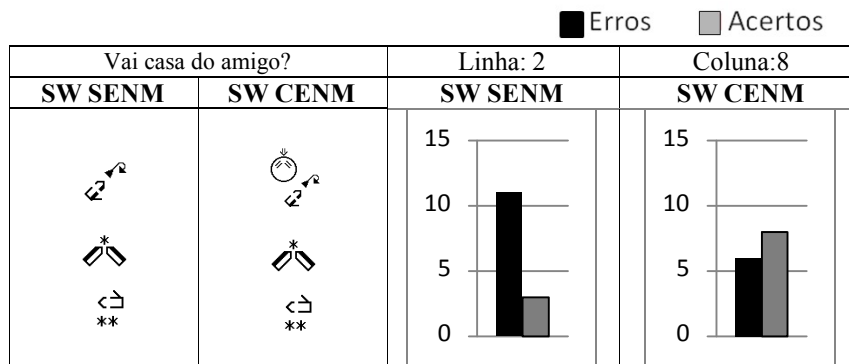 Erros Acertos
Vai casa do amigo? Linha: 2 Coluna:8
SW SENM SW CENM SW SENM SW CENM
15 15
10 10
5 5
0 0